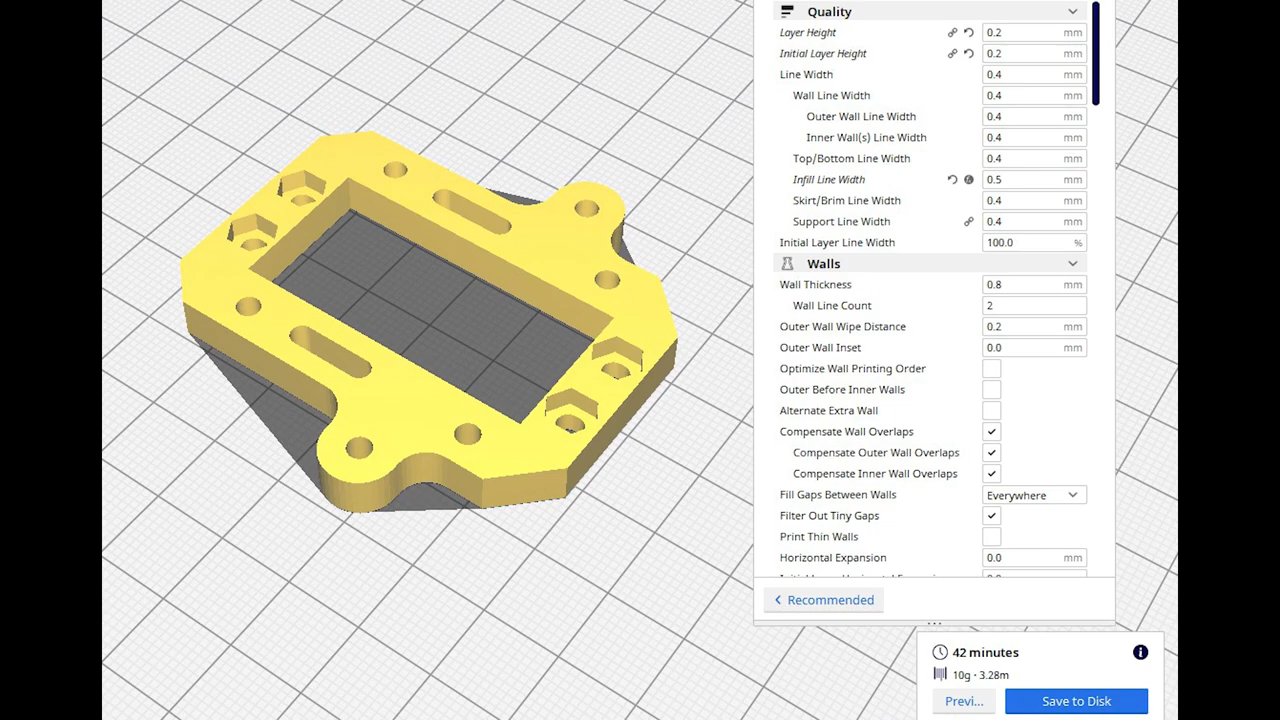 Quality
Layer Height 0.2 mm
Initial Layer Height 0.2 mm
Line Width 0.4 mm
Wall Line Width 0.4 mm
Outer Wall Line Width 0.4 mm
Inner Wall(s) Line Width 0.4 mm
Top/Bottom Line Width 0.4 mm
Infill Line Width 0.5 mm
Skirt/Brim Line Width 0.4 mm
Support Line Width 0.4 mm
Initial Layer Line Width 100.0 %
Walls
Wall Thickness 0.8 mm
Wall Line Count 2
Outer Wall Wipe Distance 0.2 mm
Outer Wall Inset 0.0 mm
Optimize Wall Printing Order
Outer Before Inner Walls
Alternate Extra Wall
Compensate Wall Overlaps
Compensate Outer Wall Overlaps
Compensate Inner Wall Overlaps
Fill Gaps Between Walls Everywhere
Filter Out Tiny Gaps
Print Thin Walls
Horizontal Expansion 0.0 mm
Recommended
42 minutes
10g · 3.28m
Previ... Save to Disk